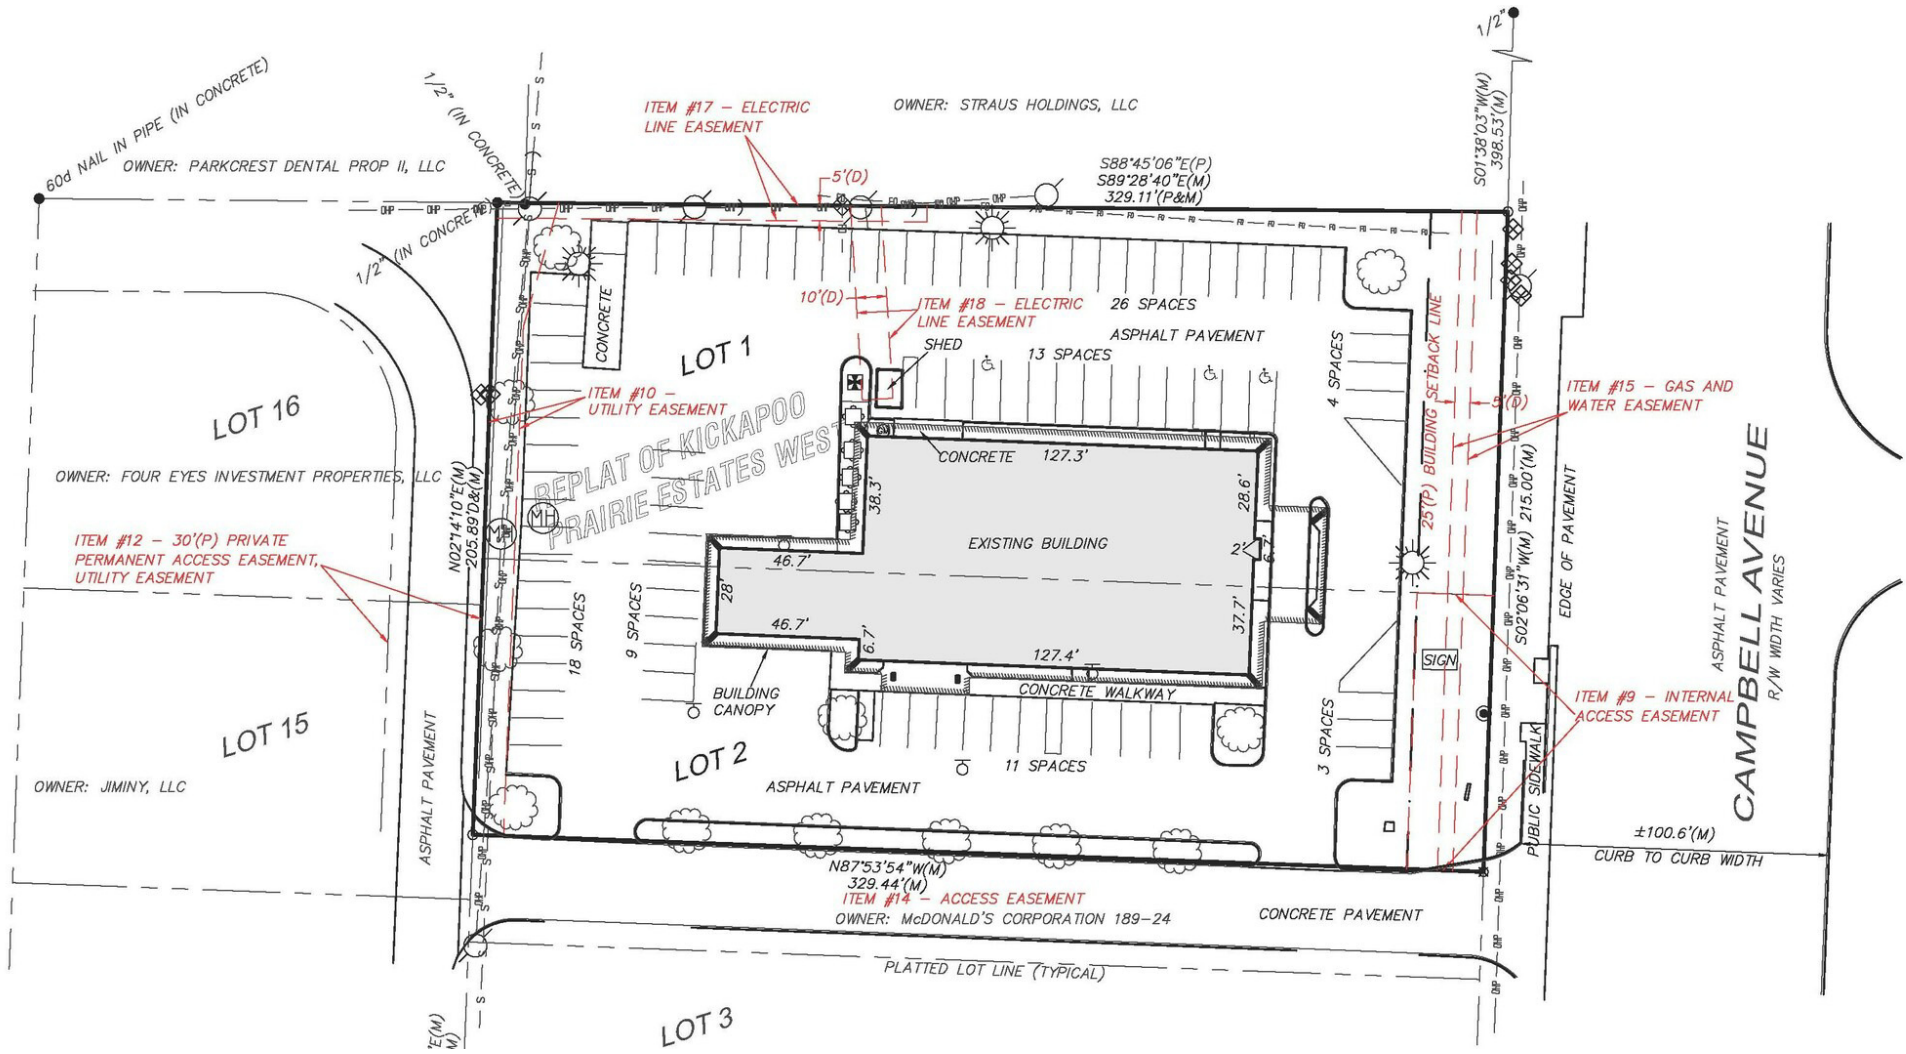 1/2"
S01°38'03"W(M)
398.53'(M)
60d NAIL IN PIPE (IN CONCRETE)
1/2" (IN CONCRETE)
1/2" (IN CONCRETE)
OWNER: PARKCREST DENTAL PROP II, LLC
ITEM #17 - ELECTRIC
LINE EASEMENT
OWNER: STRAUS HOLDINGS, LLC
5'(D)
S88°45'06"E(P)
S89°28'40"E(M)
329.11'(P&M)
CONCRETE
LOT 1
10'(D)
ITEM #18 - ELECTRIC
LINE EASEMENT
SHED
26 SPACES
ASPHALT PAVEMENT
13 SPACES
4 SPACES
25'(P) BUILDING SETBACK LINE
5'(D)
ITEM #15 - GAS AND
WATER EASEMENT
LOT 16
ITEM #10 -
UTILITY EASEMENT
REPLAT OF KICKAPOO
PRAIRIE ESTATES WEST
OWNER: FOUR EYES INVESTMENT PROPERTIES, LLC
N02°14'10"E(M)
205.89'D&(M)
MH
ITEM #12 - 30'(P) PRIVATE
PERMANENT ACCESS EASEMENT,
UTILITY EASEMENT
GM
CONCRETE
127.3'
38.3'
28.6'
EXISTING BUILDING
2'
6.7'
46.7'
28'
46.7'
6.7'
37.7'
127.4'
18 SPACES
9 SPACES
BUILDING
CANOPY
CONCRETE WALKWAY
SIGN
S02°06'31"W(M) 215.00'(M)
EDGE OF PAVEMENT
ASPHALT PAVEMENT
CAMPBELL AVENUE
R/W WIDTH VARIES
ITEM #9 - INTERNAL
ACCESS EASEMENT
LOT 15
OWNER: JIMINY, LLC
ASPHALT PAVEMENT
LOT 2
ASPHALT PAVEMENT
11 SPACES
3 SPACES
PUBLIC SIDEWALK
±100.6'(M)
CURB TO CURB WIDTH
N87°53'54"W(M)
329.44'(M)
ITEM #14 - ACCESS EASEMENT
OWNER: McDONALD'S CORPORATION 189-24
CONCRETE PAVEMENT
PLATTED LOT LINE (TYPICAL)
LOT 3
"E(M)
M)